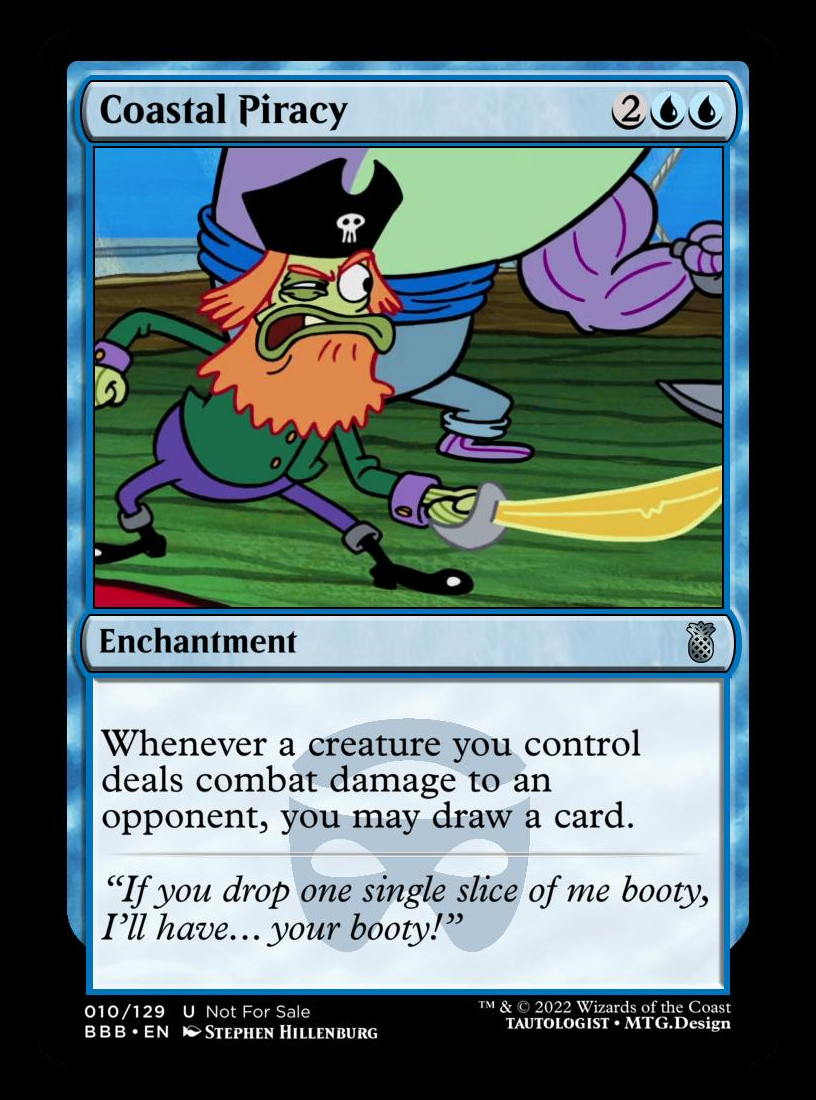 Coastal Piracy 2
Enchantment
Whenever a creature you control
deals combat damage to an
opponent, you may draw a card.
“If you drop one single slice of me booty,
I’ll have… your booty!”
010/129 U Not For Sale
BBB • EN STEPHEN HILLENBURG
™ & © 2022 Wizards of the Coast
TAUTOLOGIST • MTG.Design